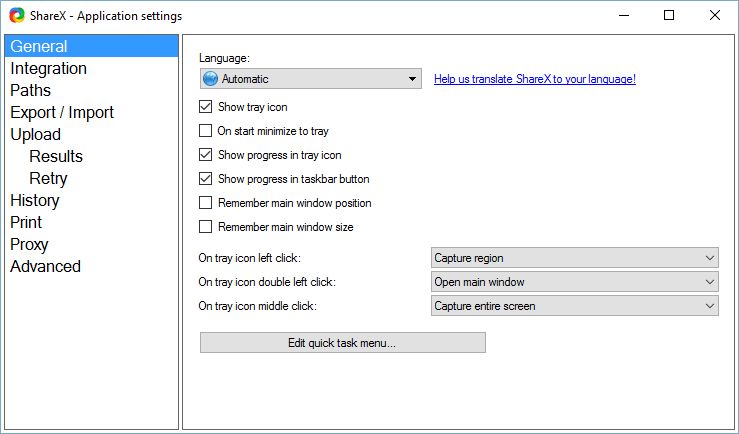 ShareX - Application settings
General
Integration
Paths
Export / Import
Upload
Results
Retry
History
Print
Proxy
Advanced
Language:
Automatic
Help us translate ShareX to your language!
Show tray icon
On start minimize to tray
Show progress in tray icon
Show progress in taskbar button
Remember main window position
Remember main window size
On tray icon left click: Capture region
On tray icon double left click: Open main window
On tray icon middle click: Capture entire screen
Edit quick task menu...